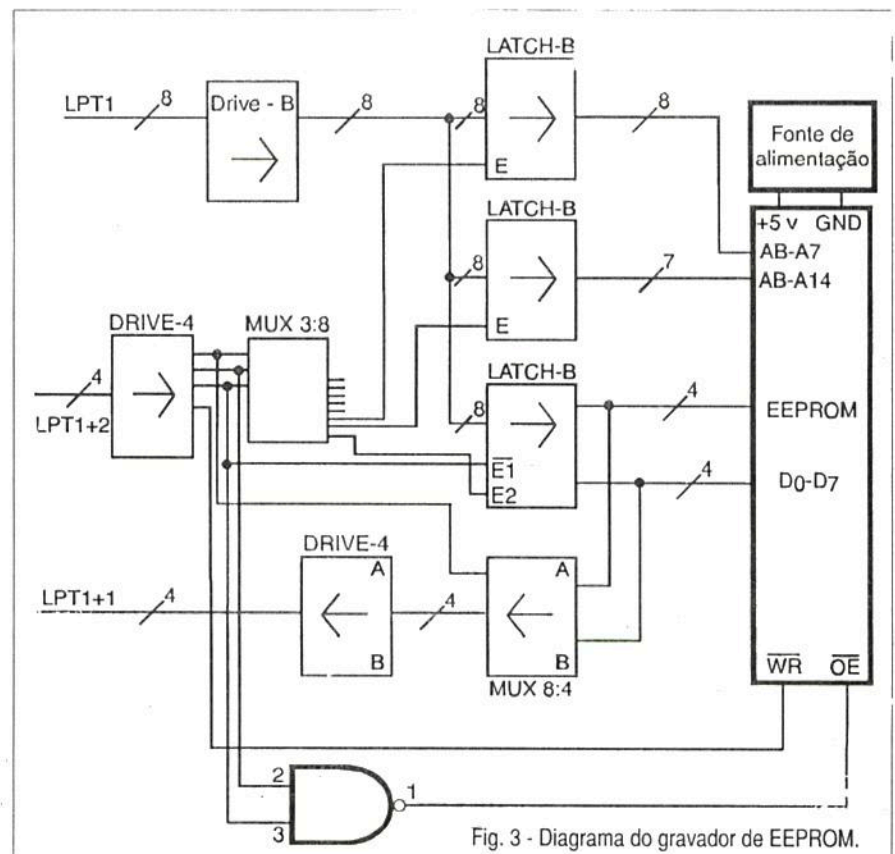 LATCH-B
LPT1
8
Drive - B
8
8
8
E
Fonte de
alimentação
+5 v GND
AB-A7
AB-A14
8
7
E
DRIVE-4
MUX 3:8
4
LPT1+2
LATCH-B
LATCH-B
8
4
EEPROM
E1
E2
4
D0-D7
DRIVE-4
A
B
A
B
LPT1+1
4
4
MUX 8:4
WR OE
2
3
1
Fig. 3 - Diagrama do gravador de EEPROM.